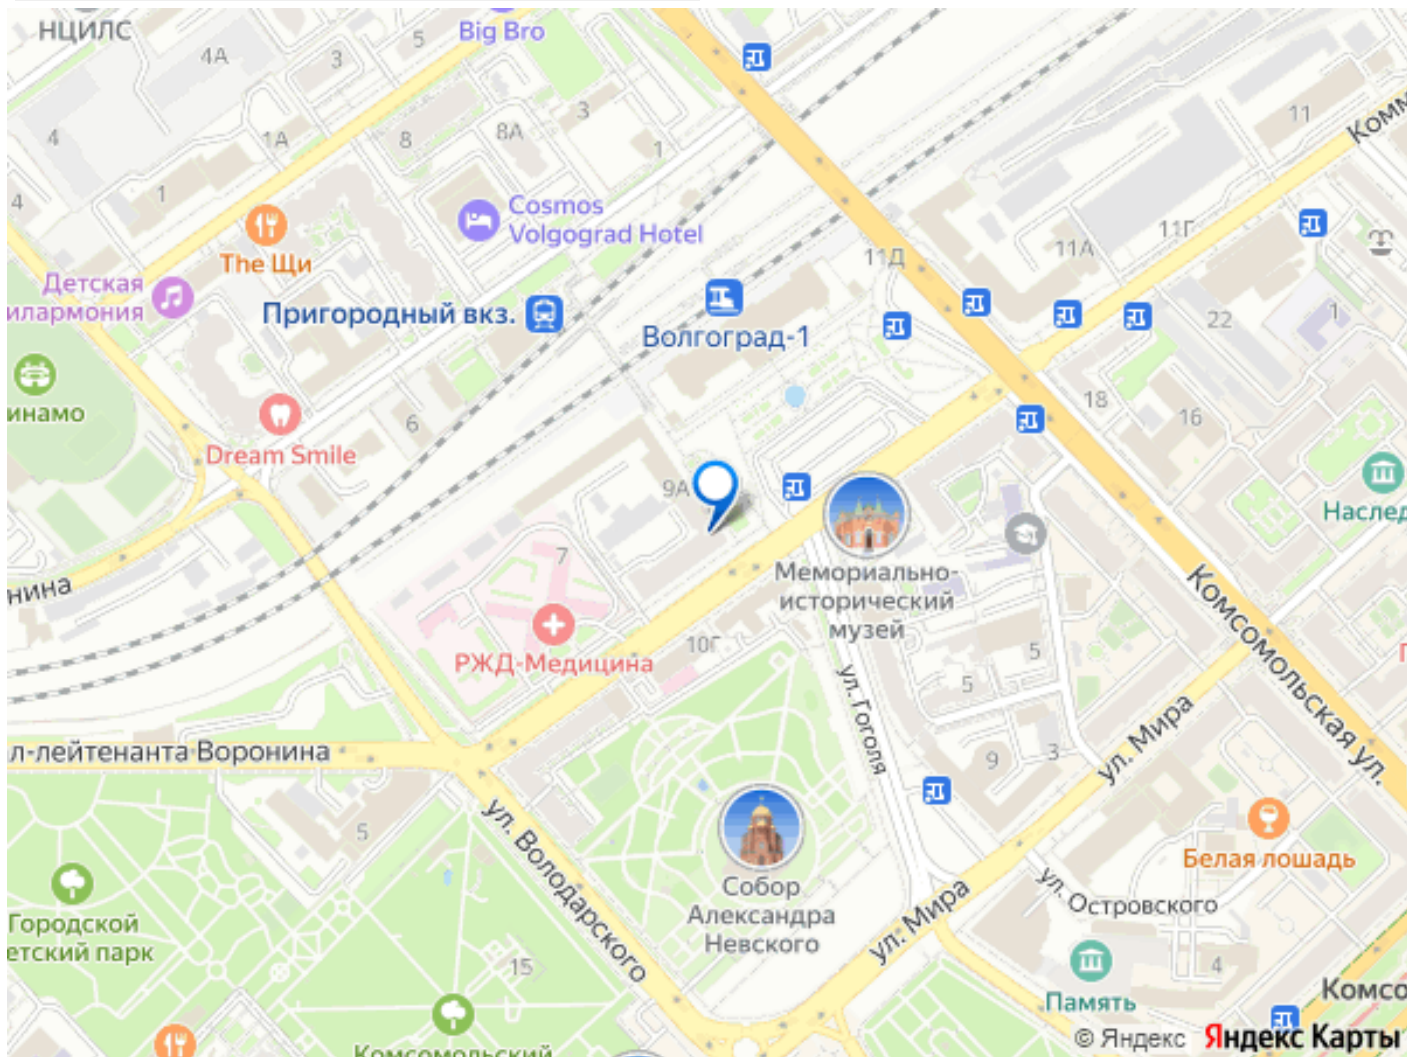 НЦИЛС
Big Bro
4А
3
5
4
1А
8
8А
3
1
11
Комм
1
4
The Щи
Cosmos
Volgograd Hotel
Детская
иларmония
Пригородный вкз.
Волгоград-1
11Д
11А
11Г
22
1
инамо
Dream Smile
6
18
16
9А
Наслед
нина
7
РЖД-Медицина
Мемориально-
исторический
музей
10Г
5
5
ул. Гоголя
Комсомольская ул.
ул. Мира
л-лейтенанта Воронина
9
3
5
ул. Володарского
Собор
Александра
Невского
Белая лошадь
ул. Островского
ул. Мира
Городской
етский парк
15
Память
4
Комсо
Комсомольский
© Яндекс Яндекс Карты